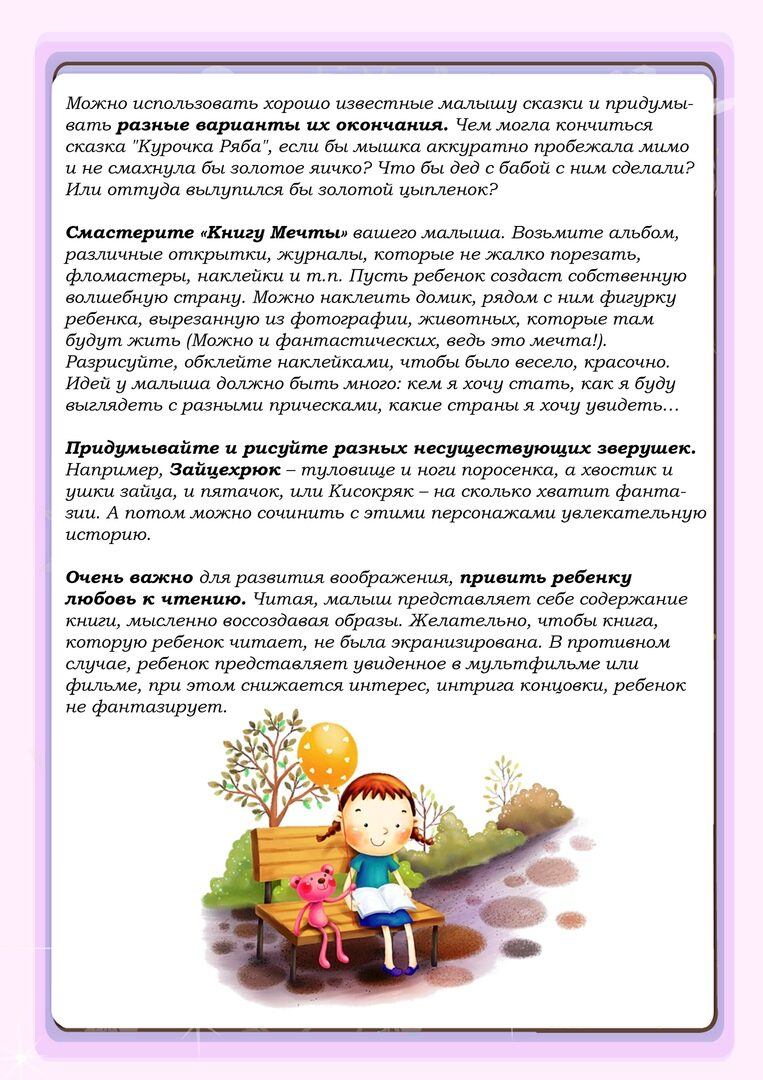 Можно использовать хорошо известные малышу сказки и придумы-
вать разные варианты их окончания. Чем могла кончиться
сказка "Курочка Ряба", если бы мышка аккуратно пробежала мимо
и не смахнула бы золотое яичко? Что бы дед с бабой с ним сделали?
Или оттуда вылупился бы золотой цыпленок?
Смастерите «Книгу Мечты» вашего малыша. Возьмите альбом,
различные открытки, журналы, которые не жалко порезать,
фломастеры, наклейки и т.п. Пусть ребенок создаст собственную
волшебную страну. Можно наклеить домик, рядом с ним фигурку
ребенка, вырезанную из фотографии, животных, которые там
будут жить (Можно и фантастических, ведь это мечта!).
Разрисуйте, обклейте наклейками, чтобы было весело, красочно.
Идей у малыша должно быть много: кем я хочу стать, как я буду
выглядеть с разными прическами, какие страны я хочу увидеть…
Придумывайте и рисуйте разных несуществующих зверушек.
Например, Зайцехрюк – туловище и ноги поросенка, а хвостик и
ушки зайца, и пятачок, или Кисокряк – на сколько хватит фанта-
зии. А потом можно сочинить с этими персонажами увлекательную
историю.
Очень важно для развития воображения, привить ребенку
любовь к чтению. Читая, малыш представляет себе содержание
книги, мысленно воссоздавая образы. Желательно, чтобы книга,
которую ребенок читает, не была экранизирована. В противном
случае, ребенок представляет увиденное в мультфильме или
фильме, при этом снижается интерес, интрига концовки, ребенок
не фантазирует.